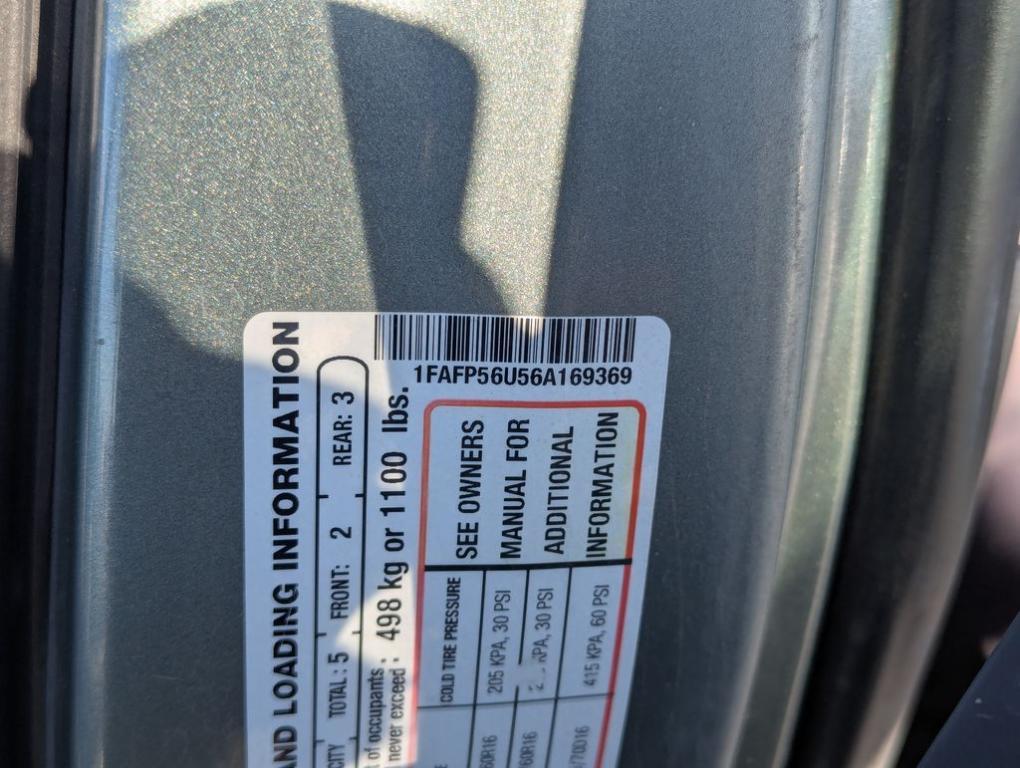 1FAFP56U56A169369
AND LOADING INFORMATION
TOTAL : 5 FRONT: 2 REAR: 3
of occupants
never exceed : 498 kg or 1100 lbs.
COLD TIRE PRESSURE
SEE OWNERS
MANUAL FOR
ADDITIONAL
INFORMATION
60R16 205 KPA, 30 PSI
60R16 KPA, 30 PSI
/70D16 415 KPA, 60 PSI